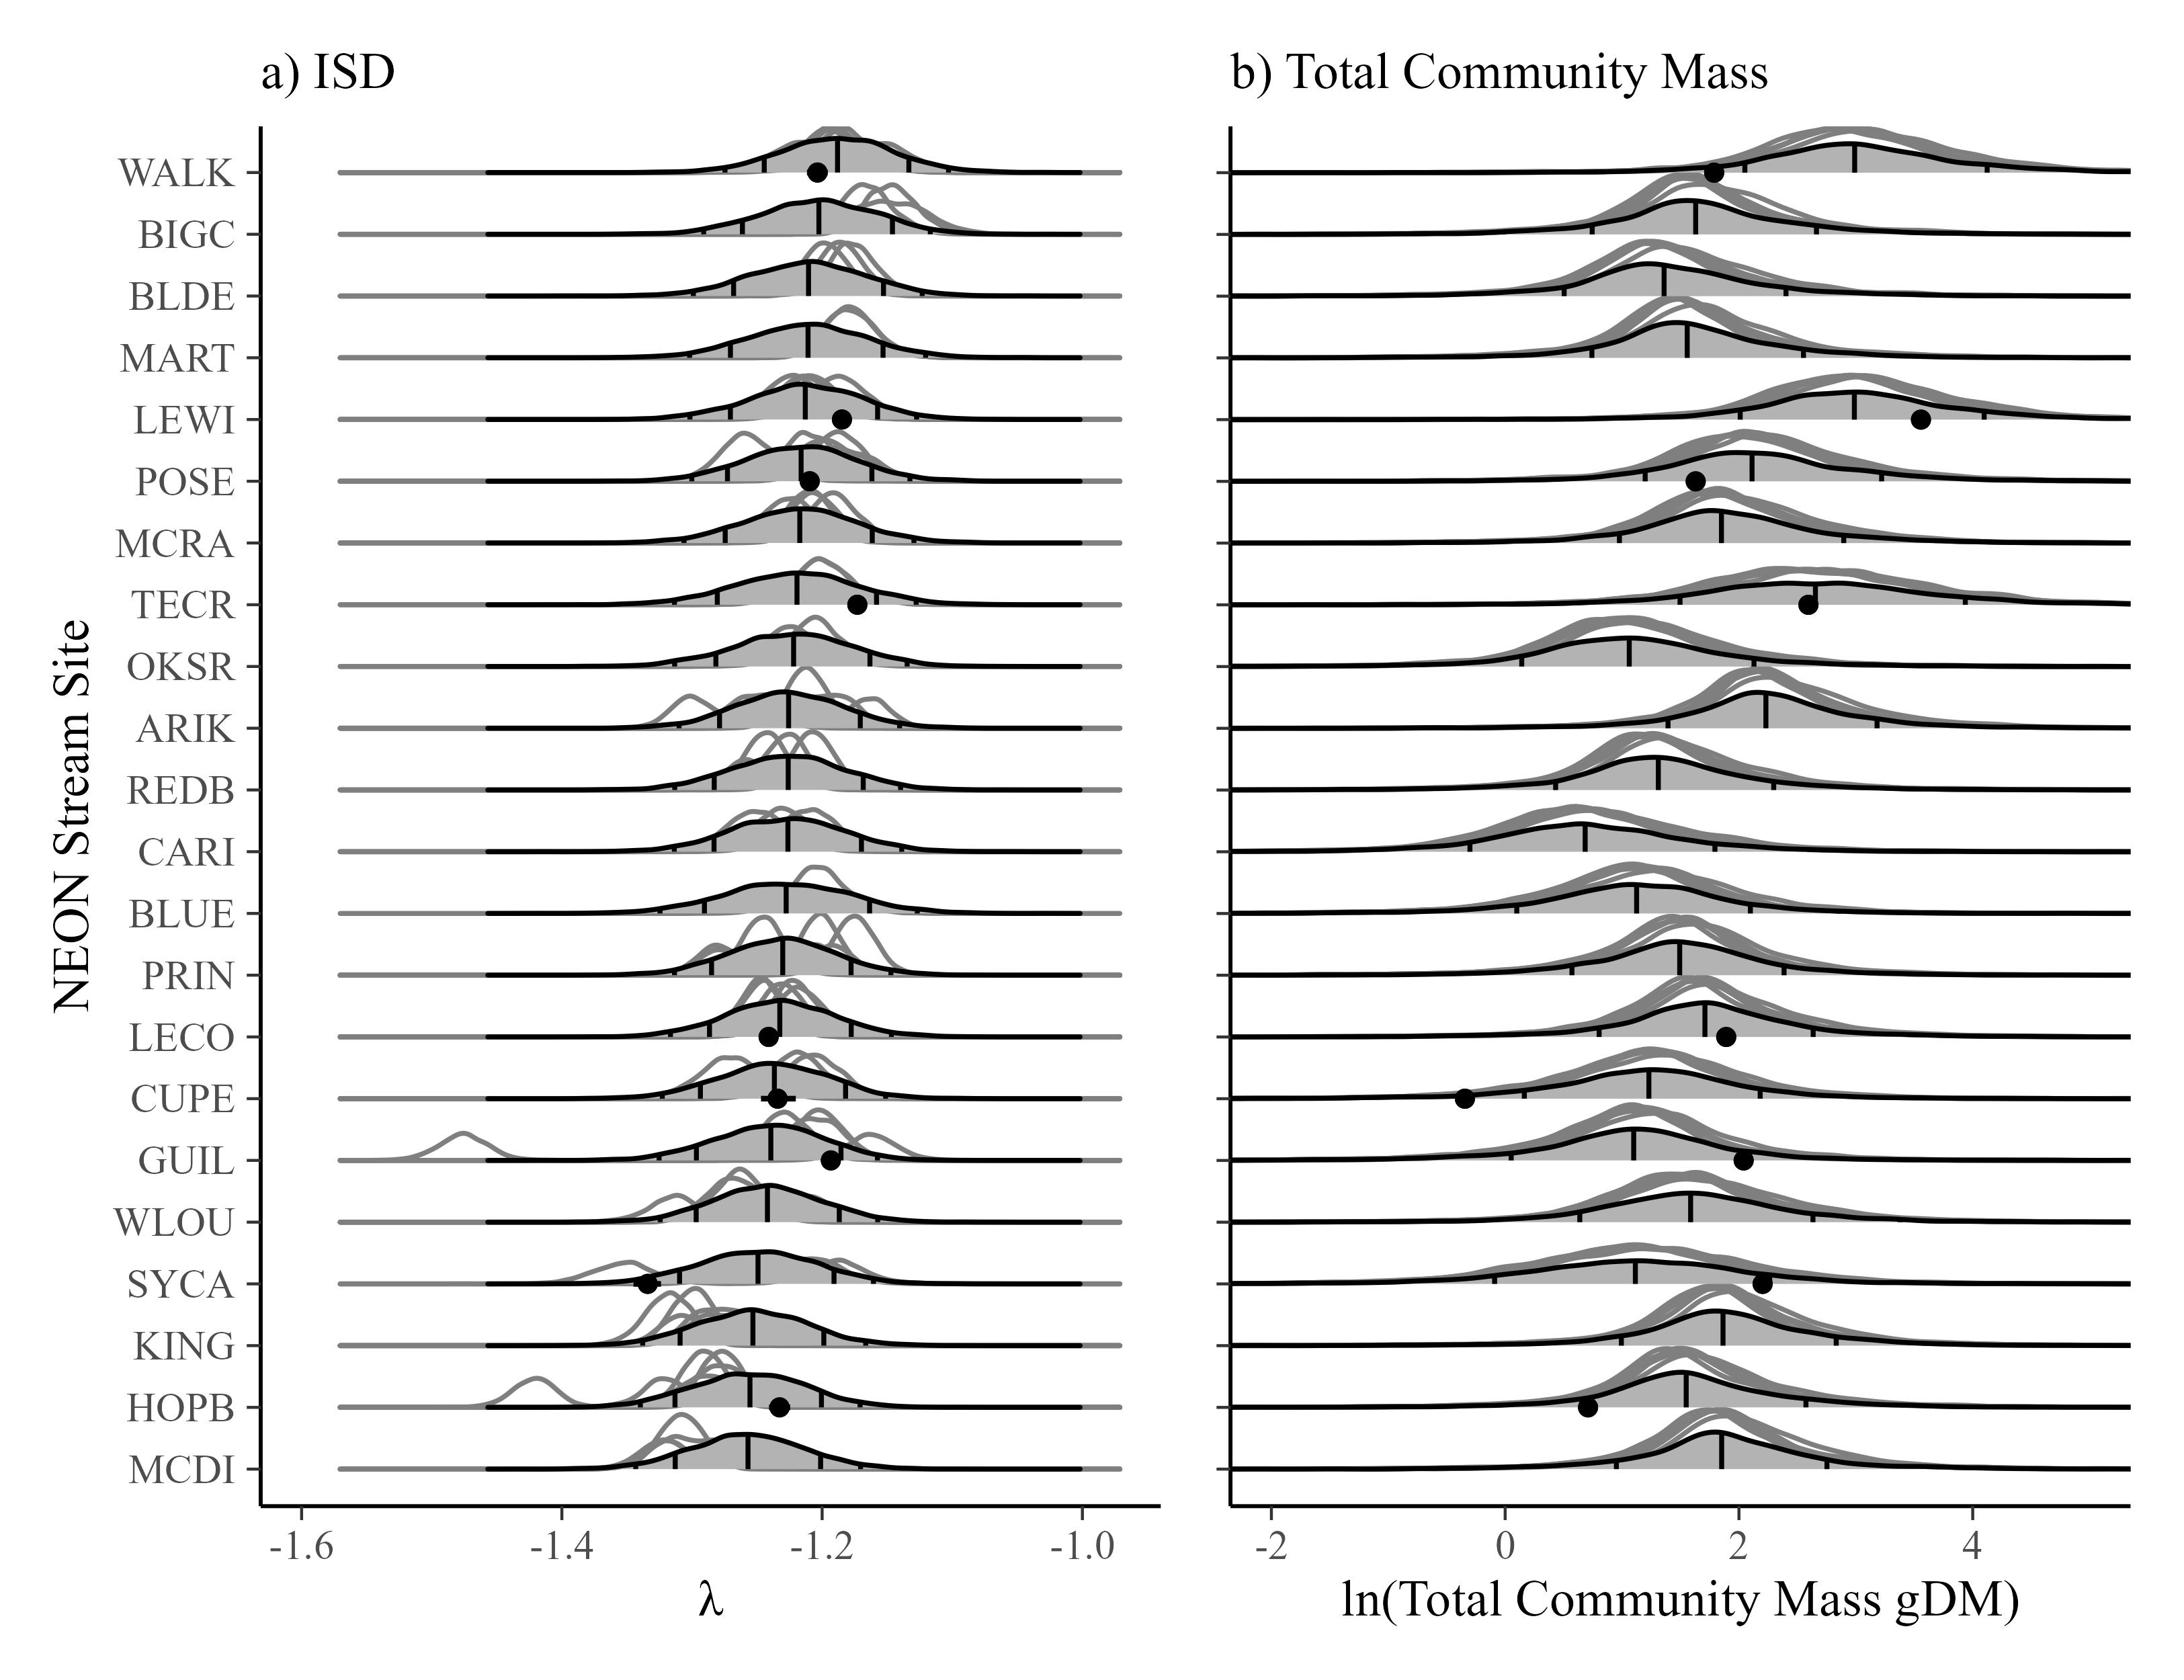 a) ISD
b) Total Community Mass
NEON Stream Site
WALK
BIGC
BLDE
MART
LEWI
POSE
MCRA
TECR
OKSR
ARIK
REDB
CARI
BLUE
PRIN
LECO
CUPE
GUIL
WLOU
SYCA
KING
HOPB
MCDI
-1.6 -1.4 -1.2 -1.0
λ
-2 0 2 4
ln(Total Community Mass gDM)